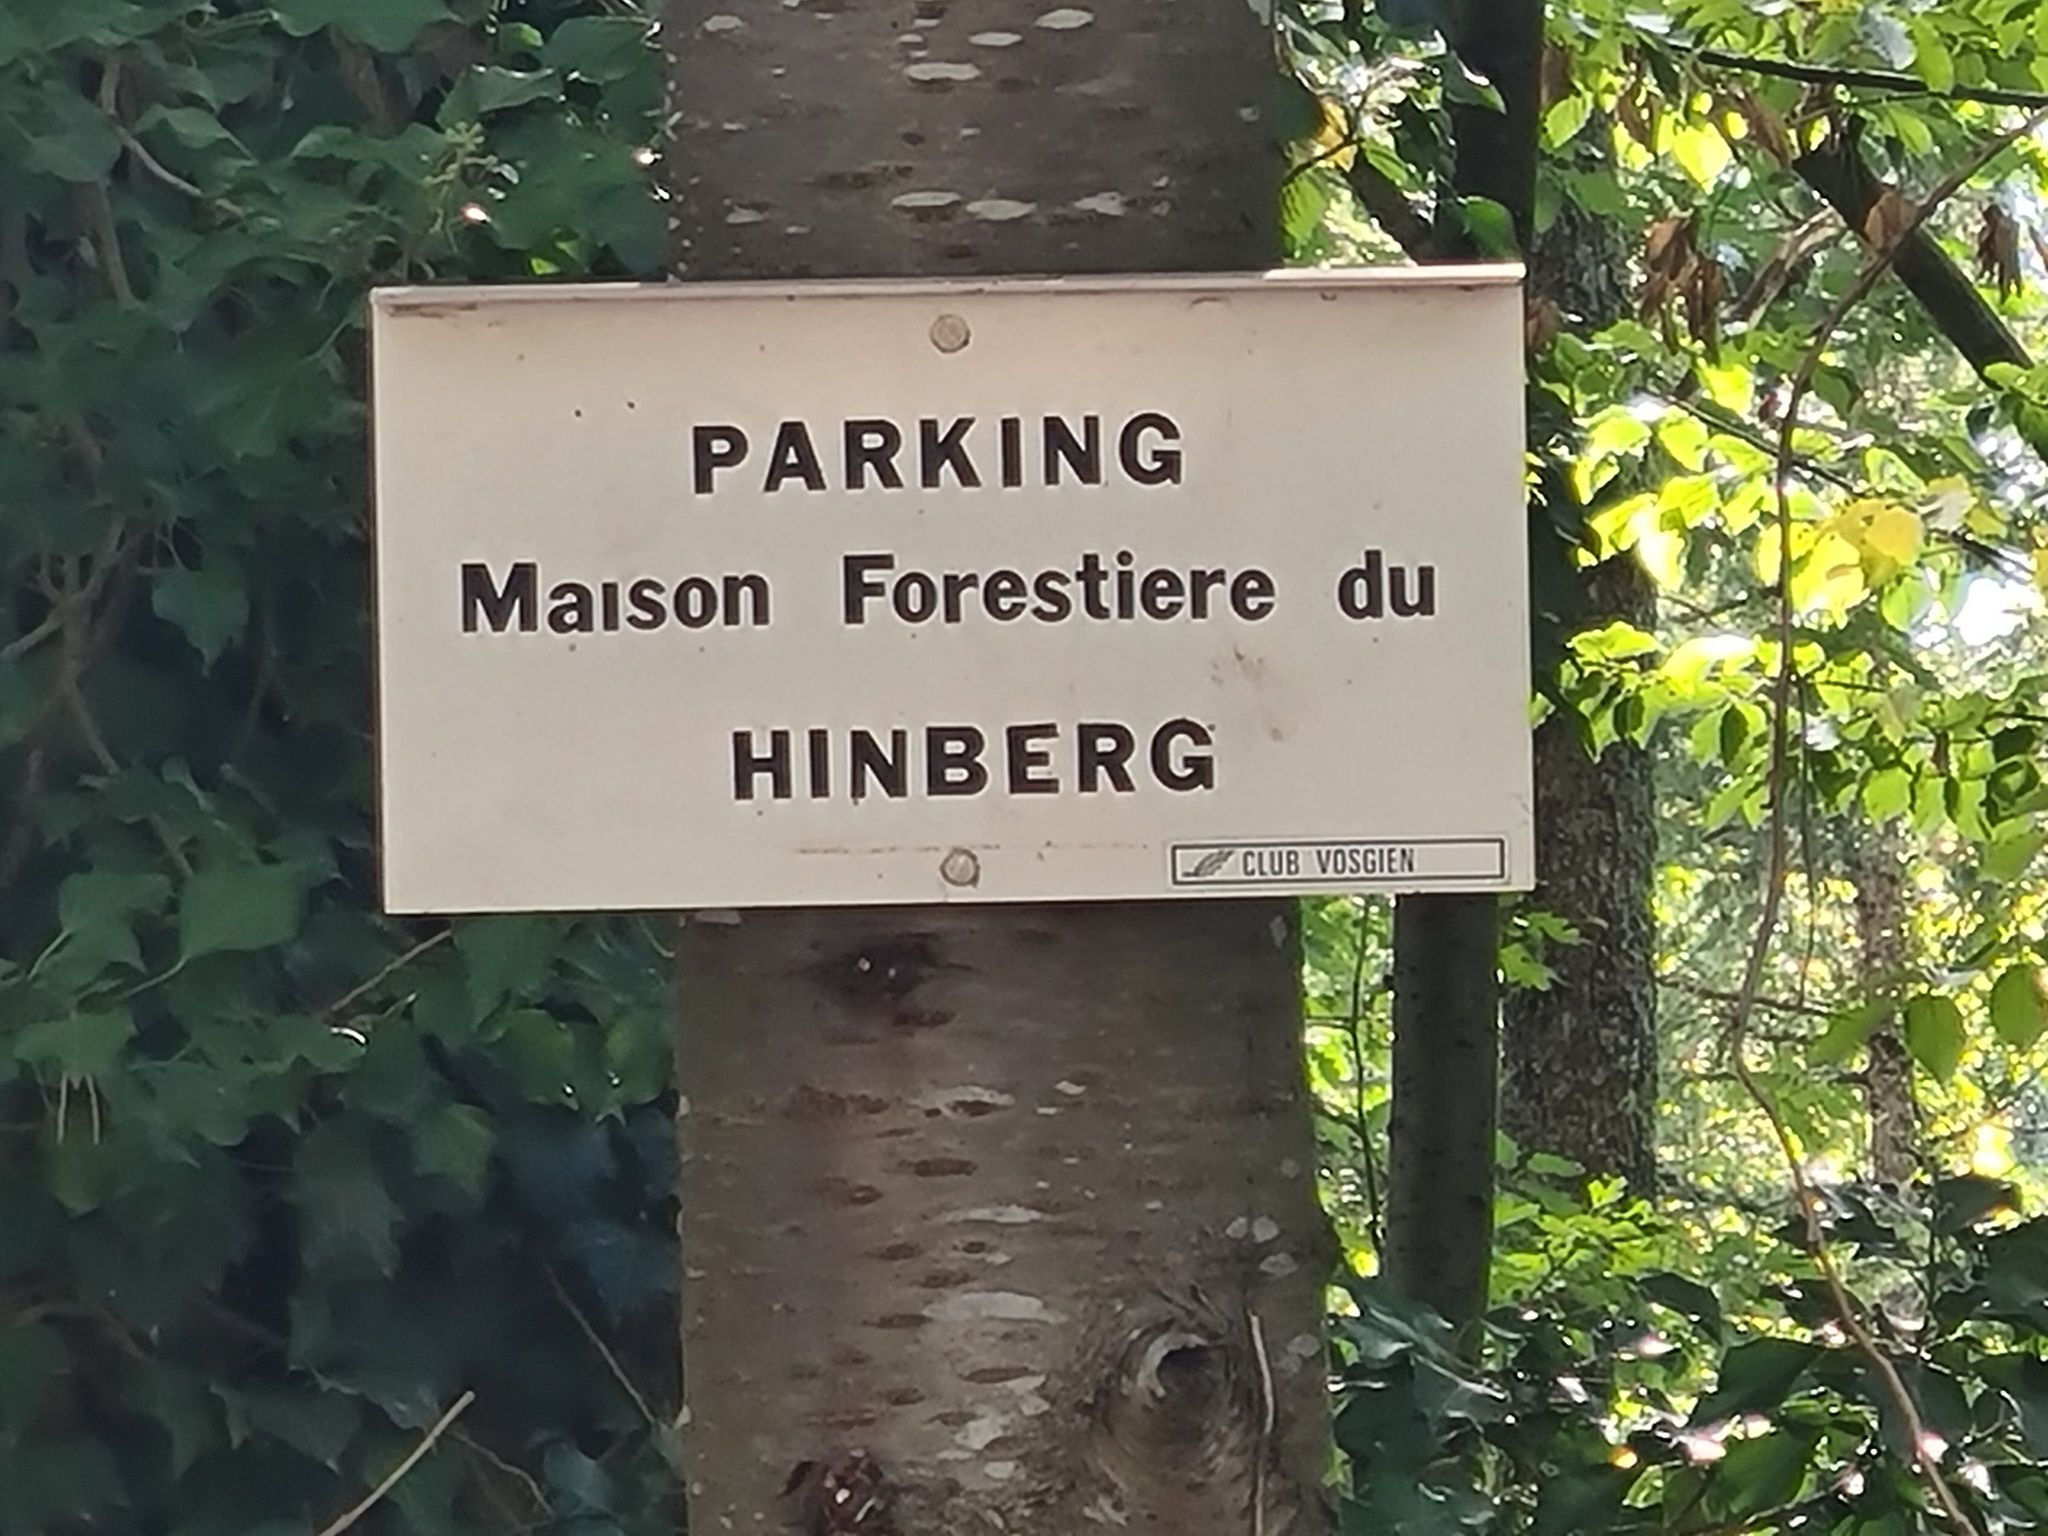 PARKING
Maison Forestiere du
HINBERG
CLUB VOSGIEN